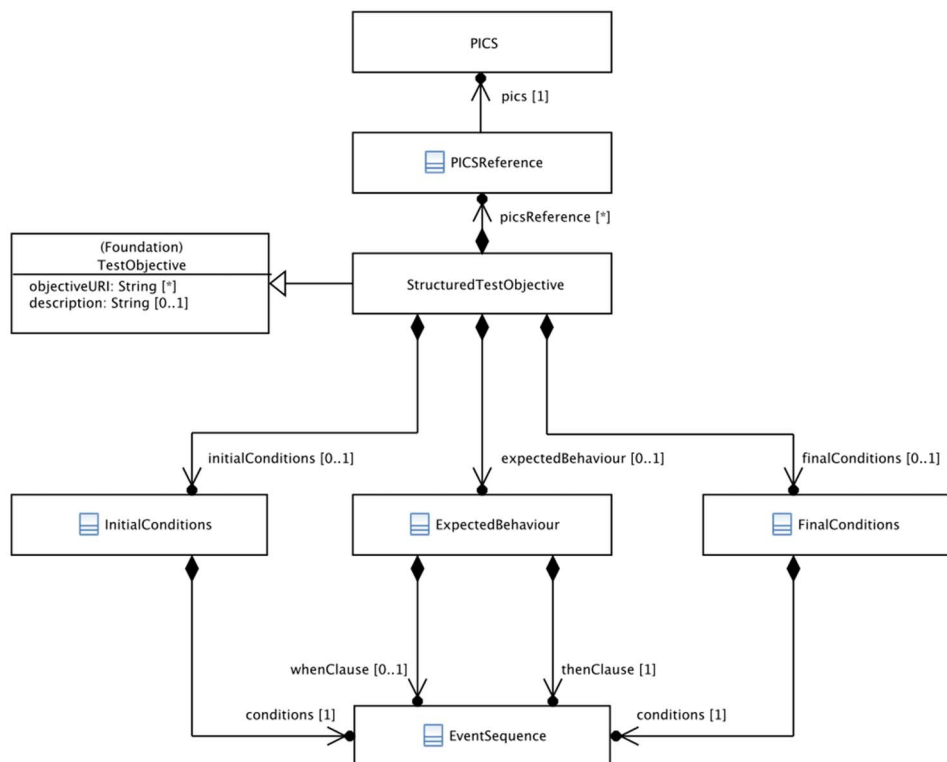 PICS
pics [1]
PICSReference
picsReference [*]
(Foundation)
TestObjective
objectiveURI: String [*]
description: String [0..1]
StructuredTestObjective
initialConditions [0..1]
expectedBehaviour [0..1]
finalConditions [0..1]
InitialConditions
ExpectedBehaviour
FinalConditions
whenClause [0..1]
thenClause [1]
conditions [1]
conditions [1]
EventSequence